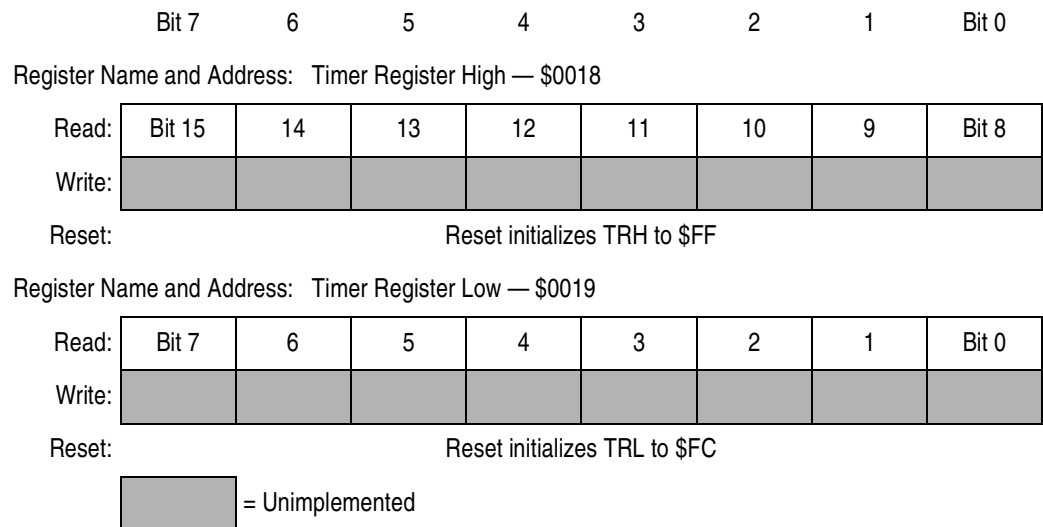 Bit 7 6 5 4 3 2 1 Bit 0
Register Name and Address: Timer Register High — $0018
Read: Bit 15 14 13 12 11 10 9 Bit 8
Write:
Reset: Reset initializes TRH to $FF
Register Name and Address: Timer Register Low — $0019
Read: Bit 7 6 5 4 3 2 1 Bit 0
Write:
Reset: Reset initializes TRL to $FC
= Unimplemented